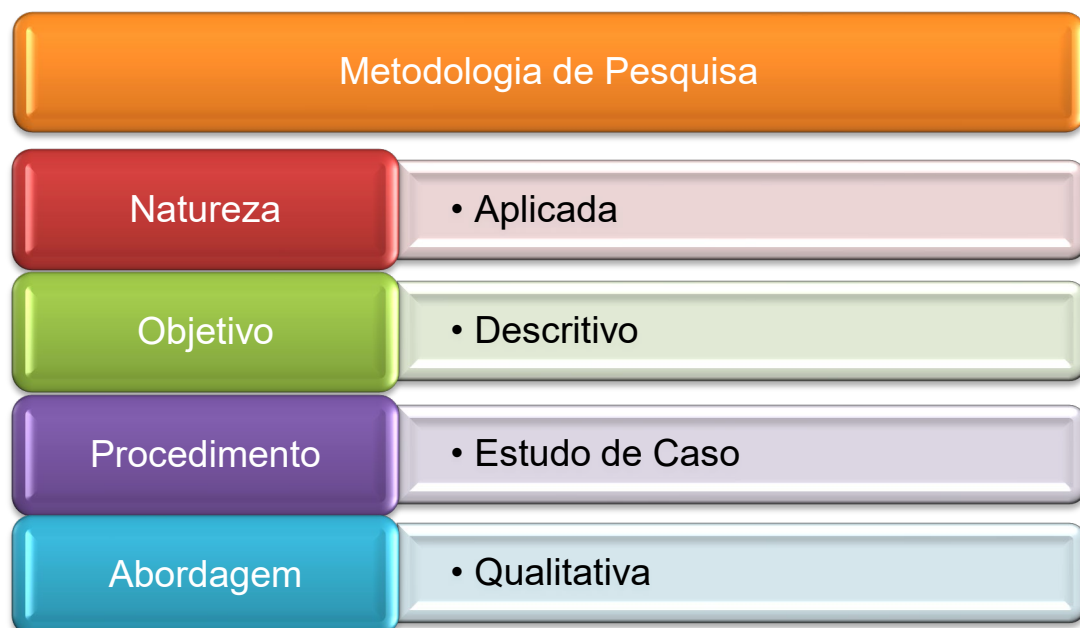 Metodologia de Pesquisa
Natureza
• Aplicada
Objetivo
• Descritivo
Procedimento
• Estudo de Caso
Abordagem
• Qualitativa